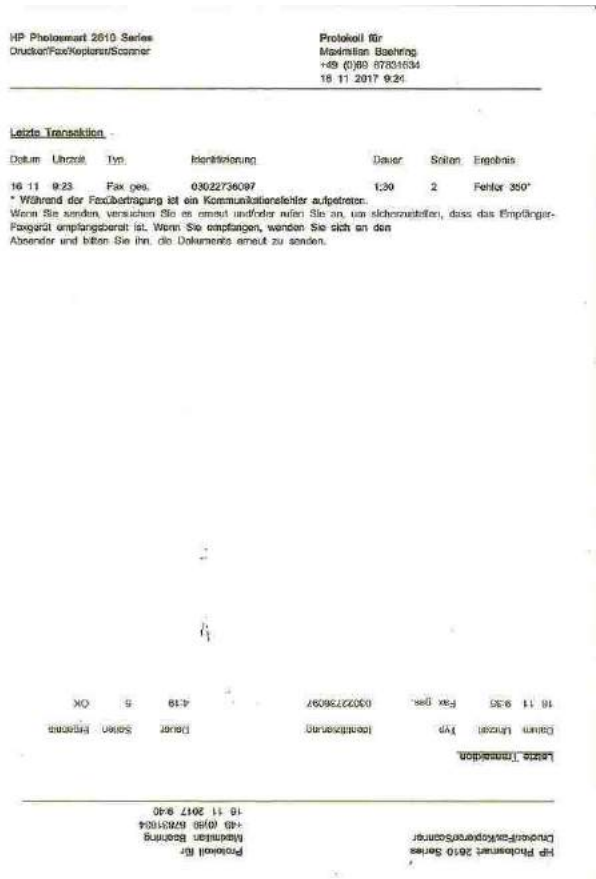 HP Photosmart 2610 Series
Drucker/Fax/Kopierer/Scanner
Protokoll für
Maximilian Baehring
+49 (0)69 67831634
16 11 2017 9:24
Letzte Transaktion
Datum Uhrzeit Typ Identifizierung Dauer Seiten Ergebnis
16 11 9:23 Fax ges. 03022736097 1:30 2 Fehler 350*
* Während der Faxübertragung ist ein Kommunikationsfehler aufgetreten.
Wenn Sie senden, versuchen Sie es erneut und/oder rufen Sie an, um sicherzustellen, dass das Empfänger-
Faxgerät empfangsbereit ist. Wenn Sie empfangen, wenden Sie sich an den
Absender und bitten Sie ihn, die Dokumente erneut zu senden.
HP Photosmart 2610 Series
Drucker/Fax/Kopierer/Scanner
Protokoll für
Maximilian Baehring
+49 (0)69 67831634
16 11 2017 9:40
Letzte Transaktion
Datum Uhrzeit Typ Identifizierung Dauer Seiten Ergebnis
16 11 9:35 Fax ges. 03022736097 4:19 5 OK